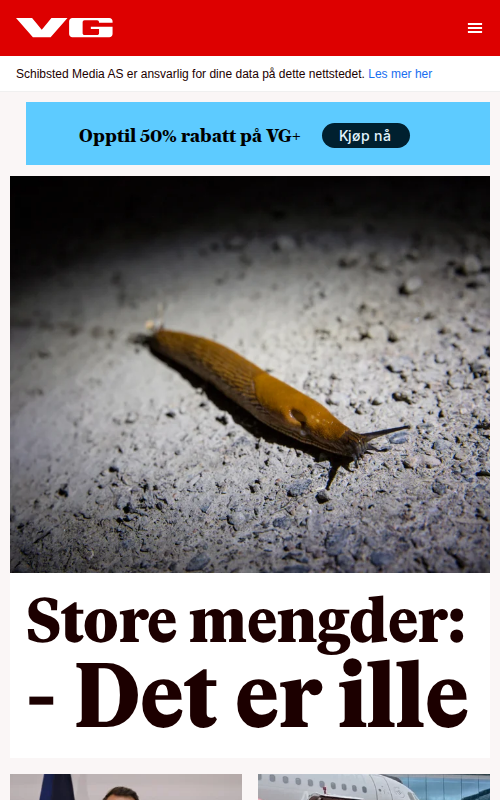 VG
Schibsted Media AS er ansvarlig for dine data på dette nettstedet. Les mer her
Opptil 50% rabatt på VG+
Kjøp nå
Store mengder:
- Det er ille